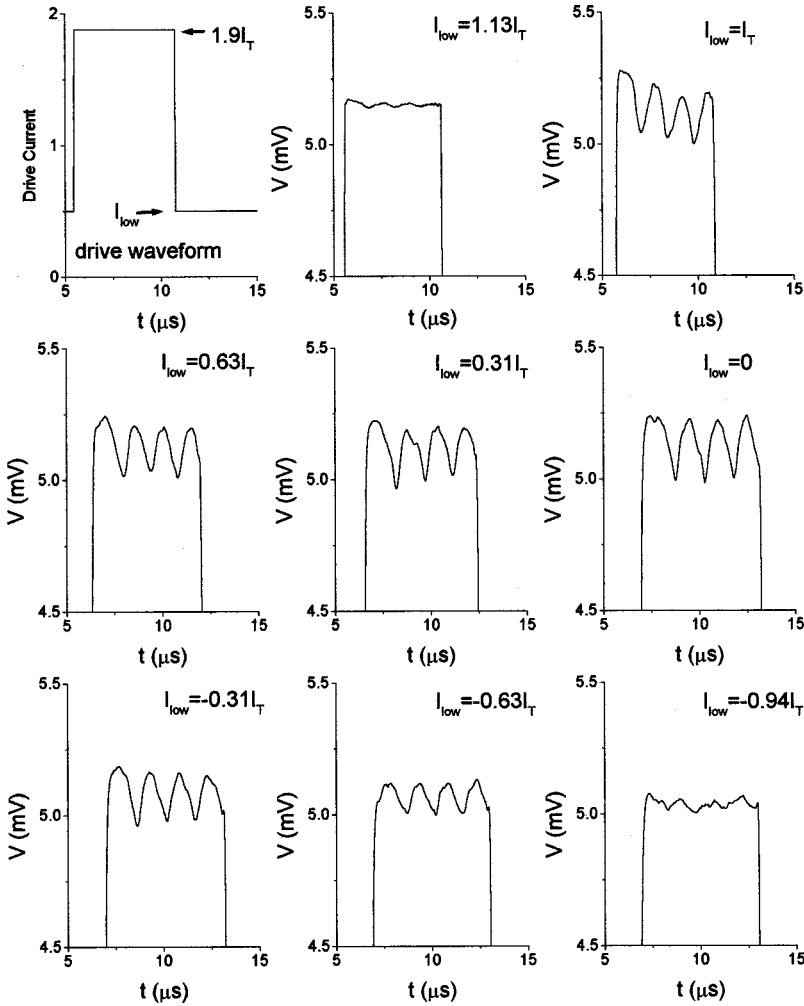 2
1
0
Drive Current
1.9I_T
I_low
drive waveform
5 10 15
t (μs)
I_low=1.13I_T
5.5
5.0
4.5
V (mV)
5 10 15
t (μs)
I_low=I_T
5.5
5.0
4.5
V (mV)
5 10 15
t (μs)
I_low=0.63I_T
5.5
5.0
4.5
V (mV)
5 10 15
t (μs)
I_low=0.31I_T
5.5
5.0
4.5
V (mV)
5 10 15
t (μs)
I_low=0
5.5
5.0
4.5
V (mV)
5 10 15
t (μs)
I_low=-0.31I_T
5.5
5.0
4.5
V (mV)
5 10 15
t (μs)
I_low=-0.63I_T
5.5
5.0
4.5
V (mV)
5 10 15
t (μs)
I_low=-0.94I_T
5.5
5.0
4.5
V (mV)
5 10 15
t (μs)